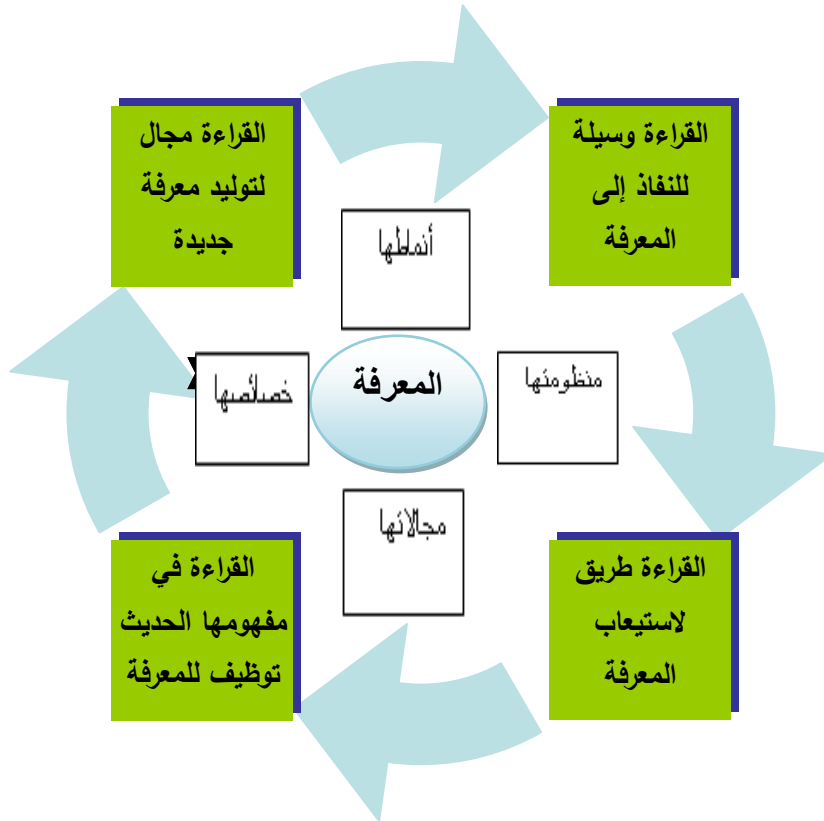 القراءة وسيلة
للنفاذ إلى
المعرفة
القراءة مجال
لتوليد معرفة
جديدة
أنماطها
منظومتها
المعرفة
خصائصها
مجالاتها
القراءة طريق
لاستيعاب
المعرفة
القراءة في
مفهومها الحديث
توظيف للمعرفة